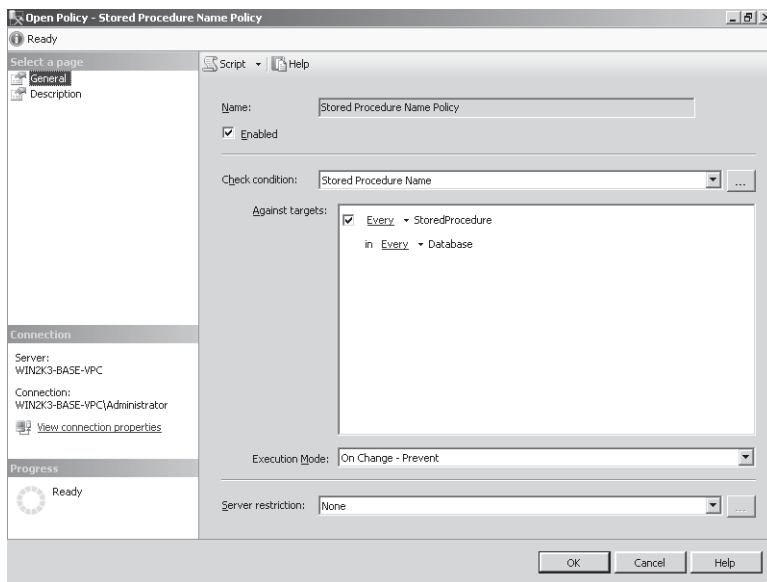 Open Policy - Stored Procedure Name Policy
Ready
Select a page
General
Description
Script
Help
Name:
Stored Procedure Name Policy
Enabled
Check condition:
Stored Procedure Name
...
Against targets:
Every StoredProcedure
in Every Database
Connection
Server:
WIN2K3-BASE-VPC
Connection:
WIN2K3-BASE-VPC\Administrator
View connection properties
Progress
Ready
Execution Mode:
On Change - Prevent
Server restriction:
None
...
OK
Cancel
Help